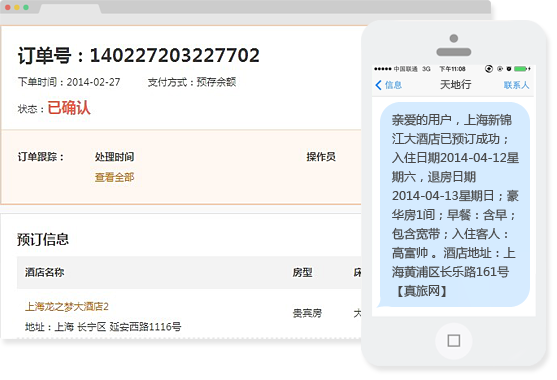 订单号：140227203227702
下单时间：2014-02-27 支付方式：预存余额
状态：已确认
订单跟踪： 处理时间 操作员
查看全部
预订信息
酒店名称 房型
上海龙之梦大酒店2
贵宾房
地址：上海 长宁区 延安西路1116号
中国联通 3G 下午11:08
信息 天地行 联系人
亲爱的用户，上海新锦
江大酒店已预订成功；
入住日期2014-04-12星
期六，退房日期
2014-04-13星期日；豪
华房1间；早餐：含早；
包含宽带；入住客人：
高富帅 。酒店地址：上
海黄浦区长乐路161号
【真旅网】